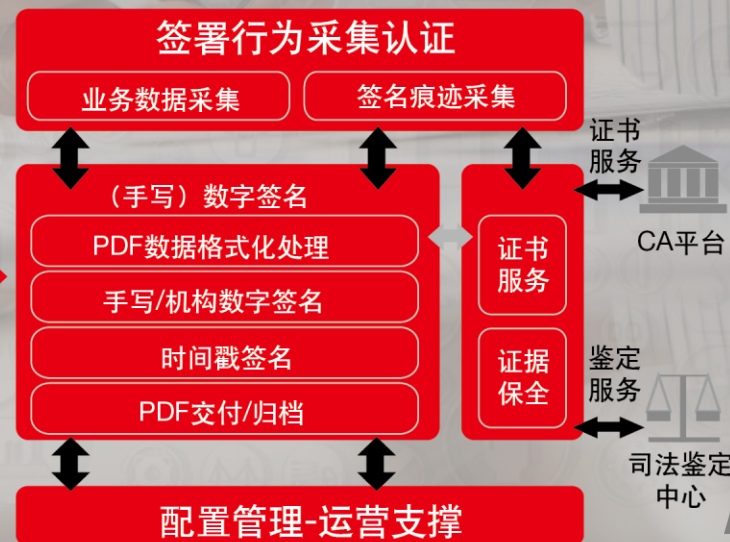 签署行为采集认证
业务数据采集
签名痕迹采集
证书
服务
CA平台
（手写）数字签名
PDF数据格式化处理
手写/机构数字签名
时间戳签名
PDF交付/归档
证书
服务
证据
保全
鉴定
服务
司法鉴定
中心
配置管理-运营支撑